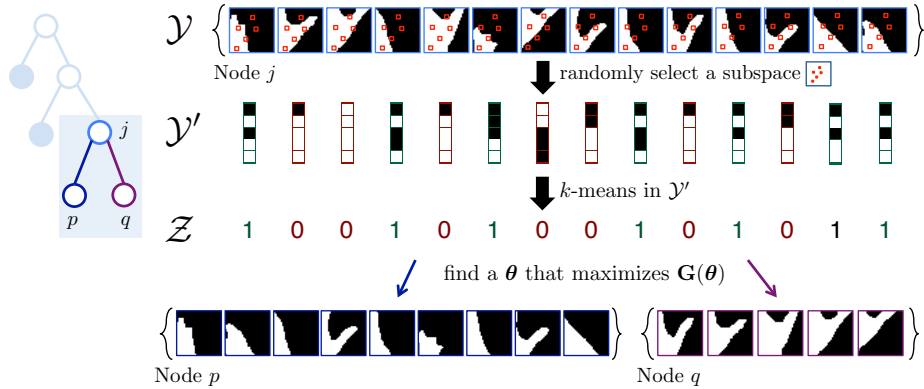 𝒴
Node j
randomly select a subspace
j
𝒴′
k-means in 𝒴′
p q
𝒵 1 0 0 1 0 1 0 0 1 0 1 0 1 1
find a θ that maximizes G(θ)
Node p
Node q